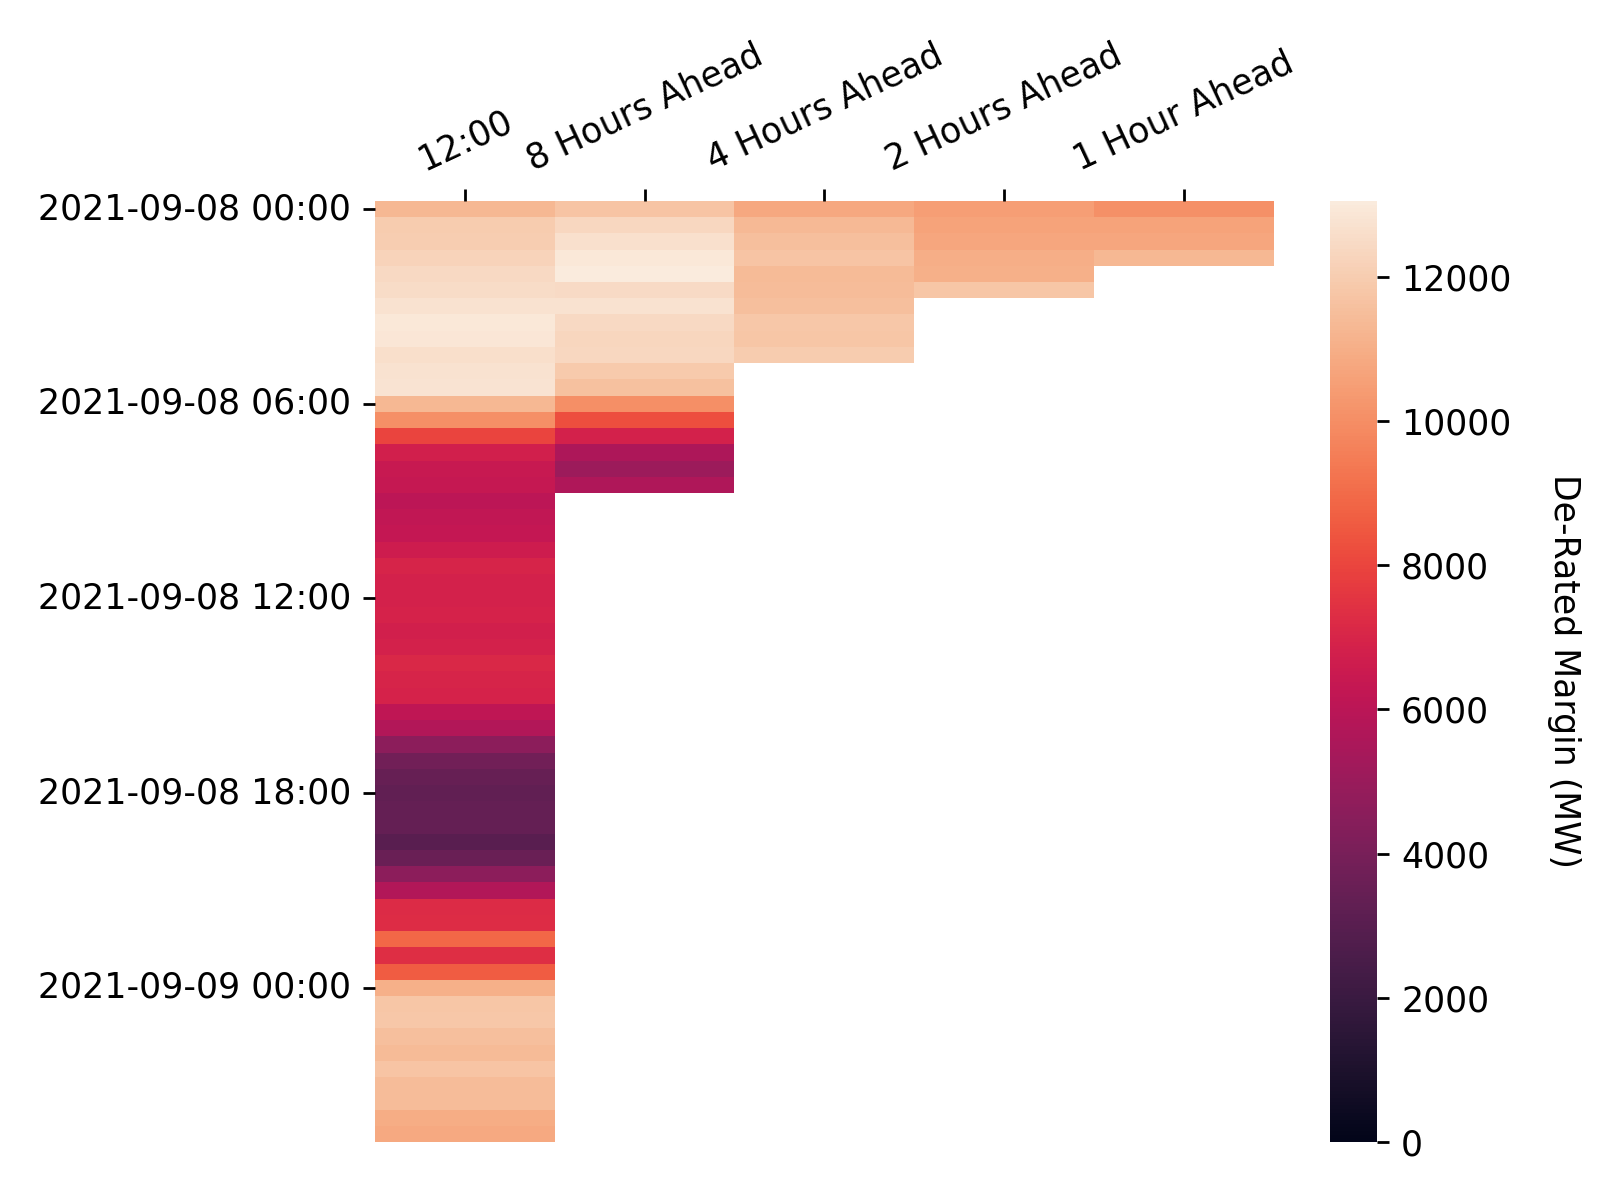 12:00
8 Hours Ahead
4 Hours Ahead
2 Hours Ahead
1 Hour Ahead
2021-09-08 00:00
2021-09-08 06:00
2021-09-08 12:00
2021-09-08 18:00
2021-09-09 00:00
12000
10000
8000
6000
4000
2000
0
De-Rated Margin (MW)